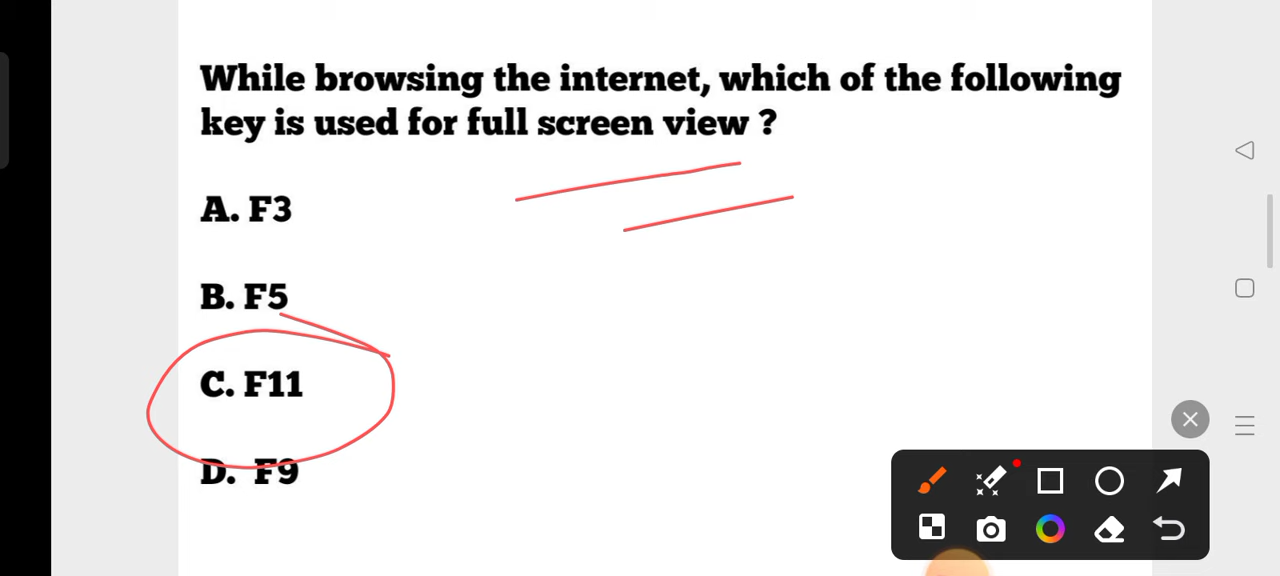 While browsing the internet, which of the following
key is used for full screen view ?
A. F3
B. F5
C. F11
D. F9